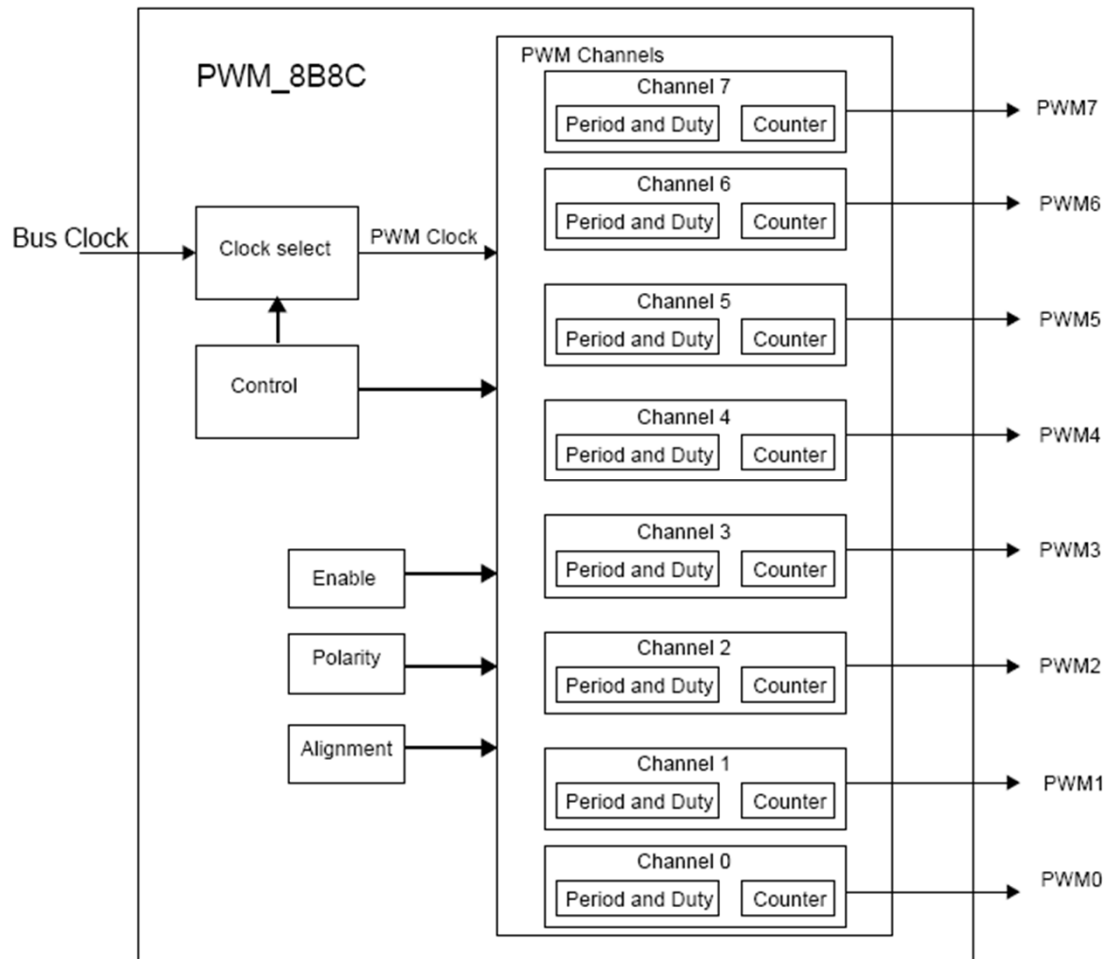 PWM_8B8C
Bus Clock
Clock select
PWM Clock
Control
Enable
Polarity
Alignment
PWM Channels
Channel 7
Period and Duty
Counter
PWM7
Channel 6
Period and Duty
Counter
PWM6
Channel 5
Period and Duty
Counter
PWM5
Channel 4
Period and Duty
Counter
PWM4
Channel 3
Period and Duty
Counter
PWM3
Channel 2
Period and Duty
Counter
PWM2
Channel 1
Period and Duty
Counter
PWM1
Channel 0
Period and Duty
Counter
PWM0